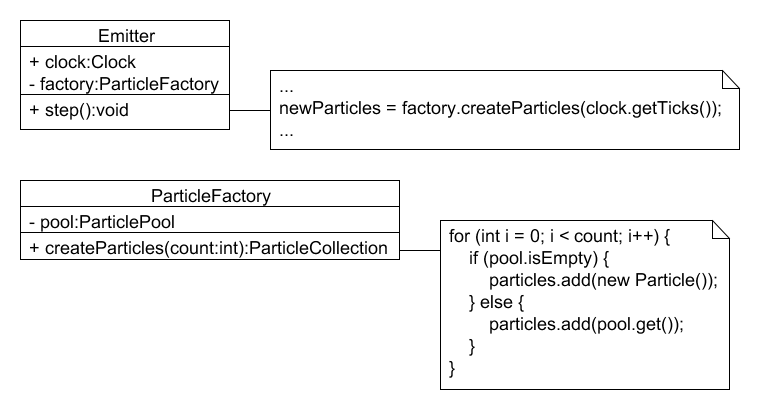 Emitter
+ clock:Clock
- factory:ParticleFactory
+ step():void
...
newParticles = factory.createParticles(clock.getTicks());
...
ParticleFactory
- pool:ParticlePool
+ createParticles(count:int):ParticleCollection
for (int i = 0; i < count; i++) {
if (pool.isEmpty) {
particles.add(new Particle());
} else {
particles.add(pool.get());
}
}